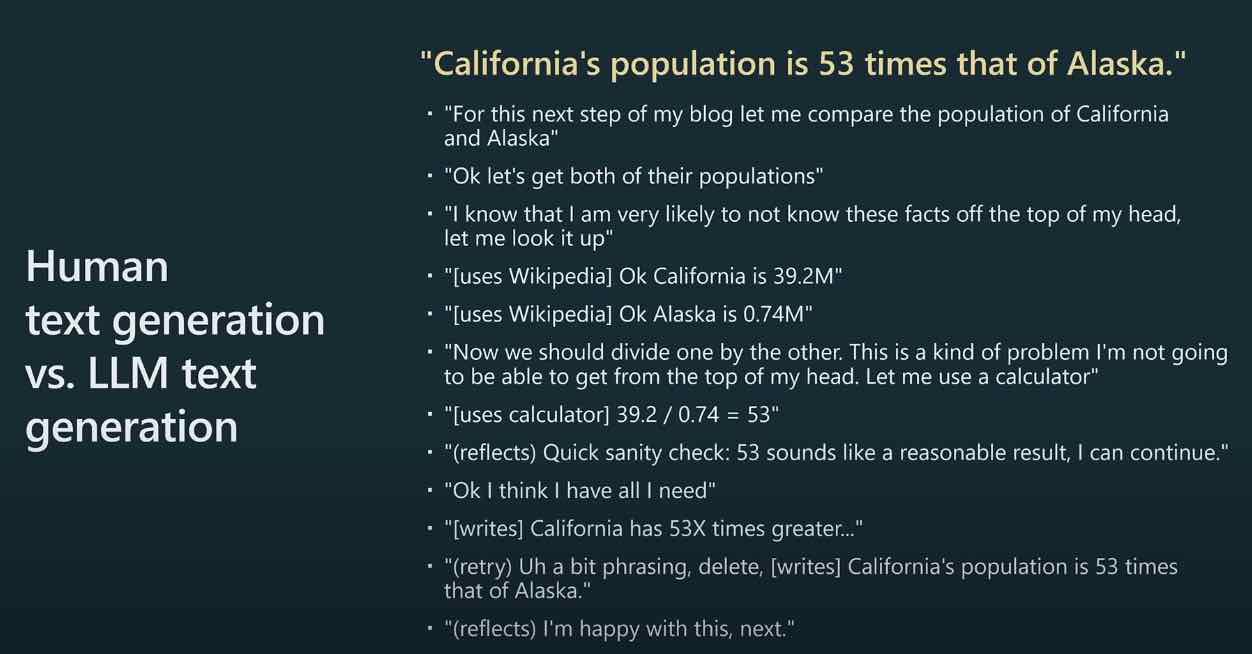 Human
text generation
vs. LLM text
generation
"California's population is 53 times that of Alaska."
▪ "For this next step of my blog let me compare the population of California
and Alaska"
▪ "Ok let's get both of their populations"
▪ "I know that I am very likely to not know these facts off the top of my head,
let me look it up"
▪ "[uses Wikipedia] Ok California is 39.2M"
▪ "[uses Wikipedia] Ok Alaska is 0.74M"
▪ "Now we should divide one by the other. This is a kind of problem I'm not going
to be able to get from the top of my head. Let me use a calculator"
▪ "[uses calculator] 39.2 / 0.74 = 53"
▪ "(reflects) Quick sanity check: 53 sounds like a reasonable result, I can continue."
▪ "Ok I think I have all I need"
▪ "[writes] California has 53X times greater..."
▪ "(retry) Uh a bit phrasing, delete, [writes] California's population is 53 times
that of Alaska."
▪ "(reflects) I'm happy with this, next."